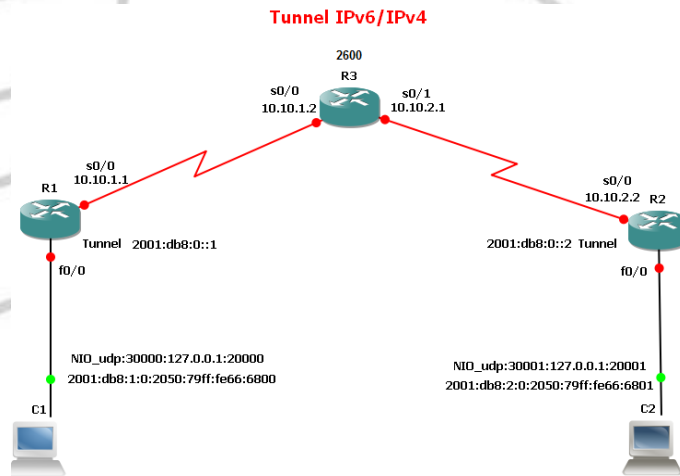 Tunnel IPv6/IPv4
2600
R3
s0/0
10.10.1.2
s0/1
10.10.2.1
s0/0
10.10.1.1
R1
s0/0
10.10.2.2
R2
Tunnel 2001:db8:0::1
2001:db8:0::2 Tunnel
f0/0
f0/0
NIO_udp:30000:127.0.0.1:20000
2001:db8:1:0:2050:79ff:fe66:6800
NIO_udp:30001:127.0.0.1:20001
2001:db8:2:0:2050:79ff:fe66:6801
C1
C2